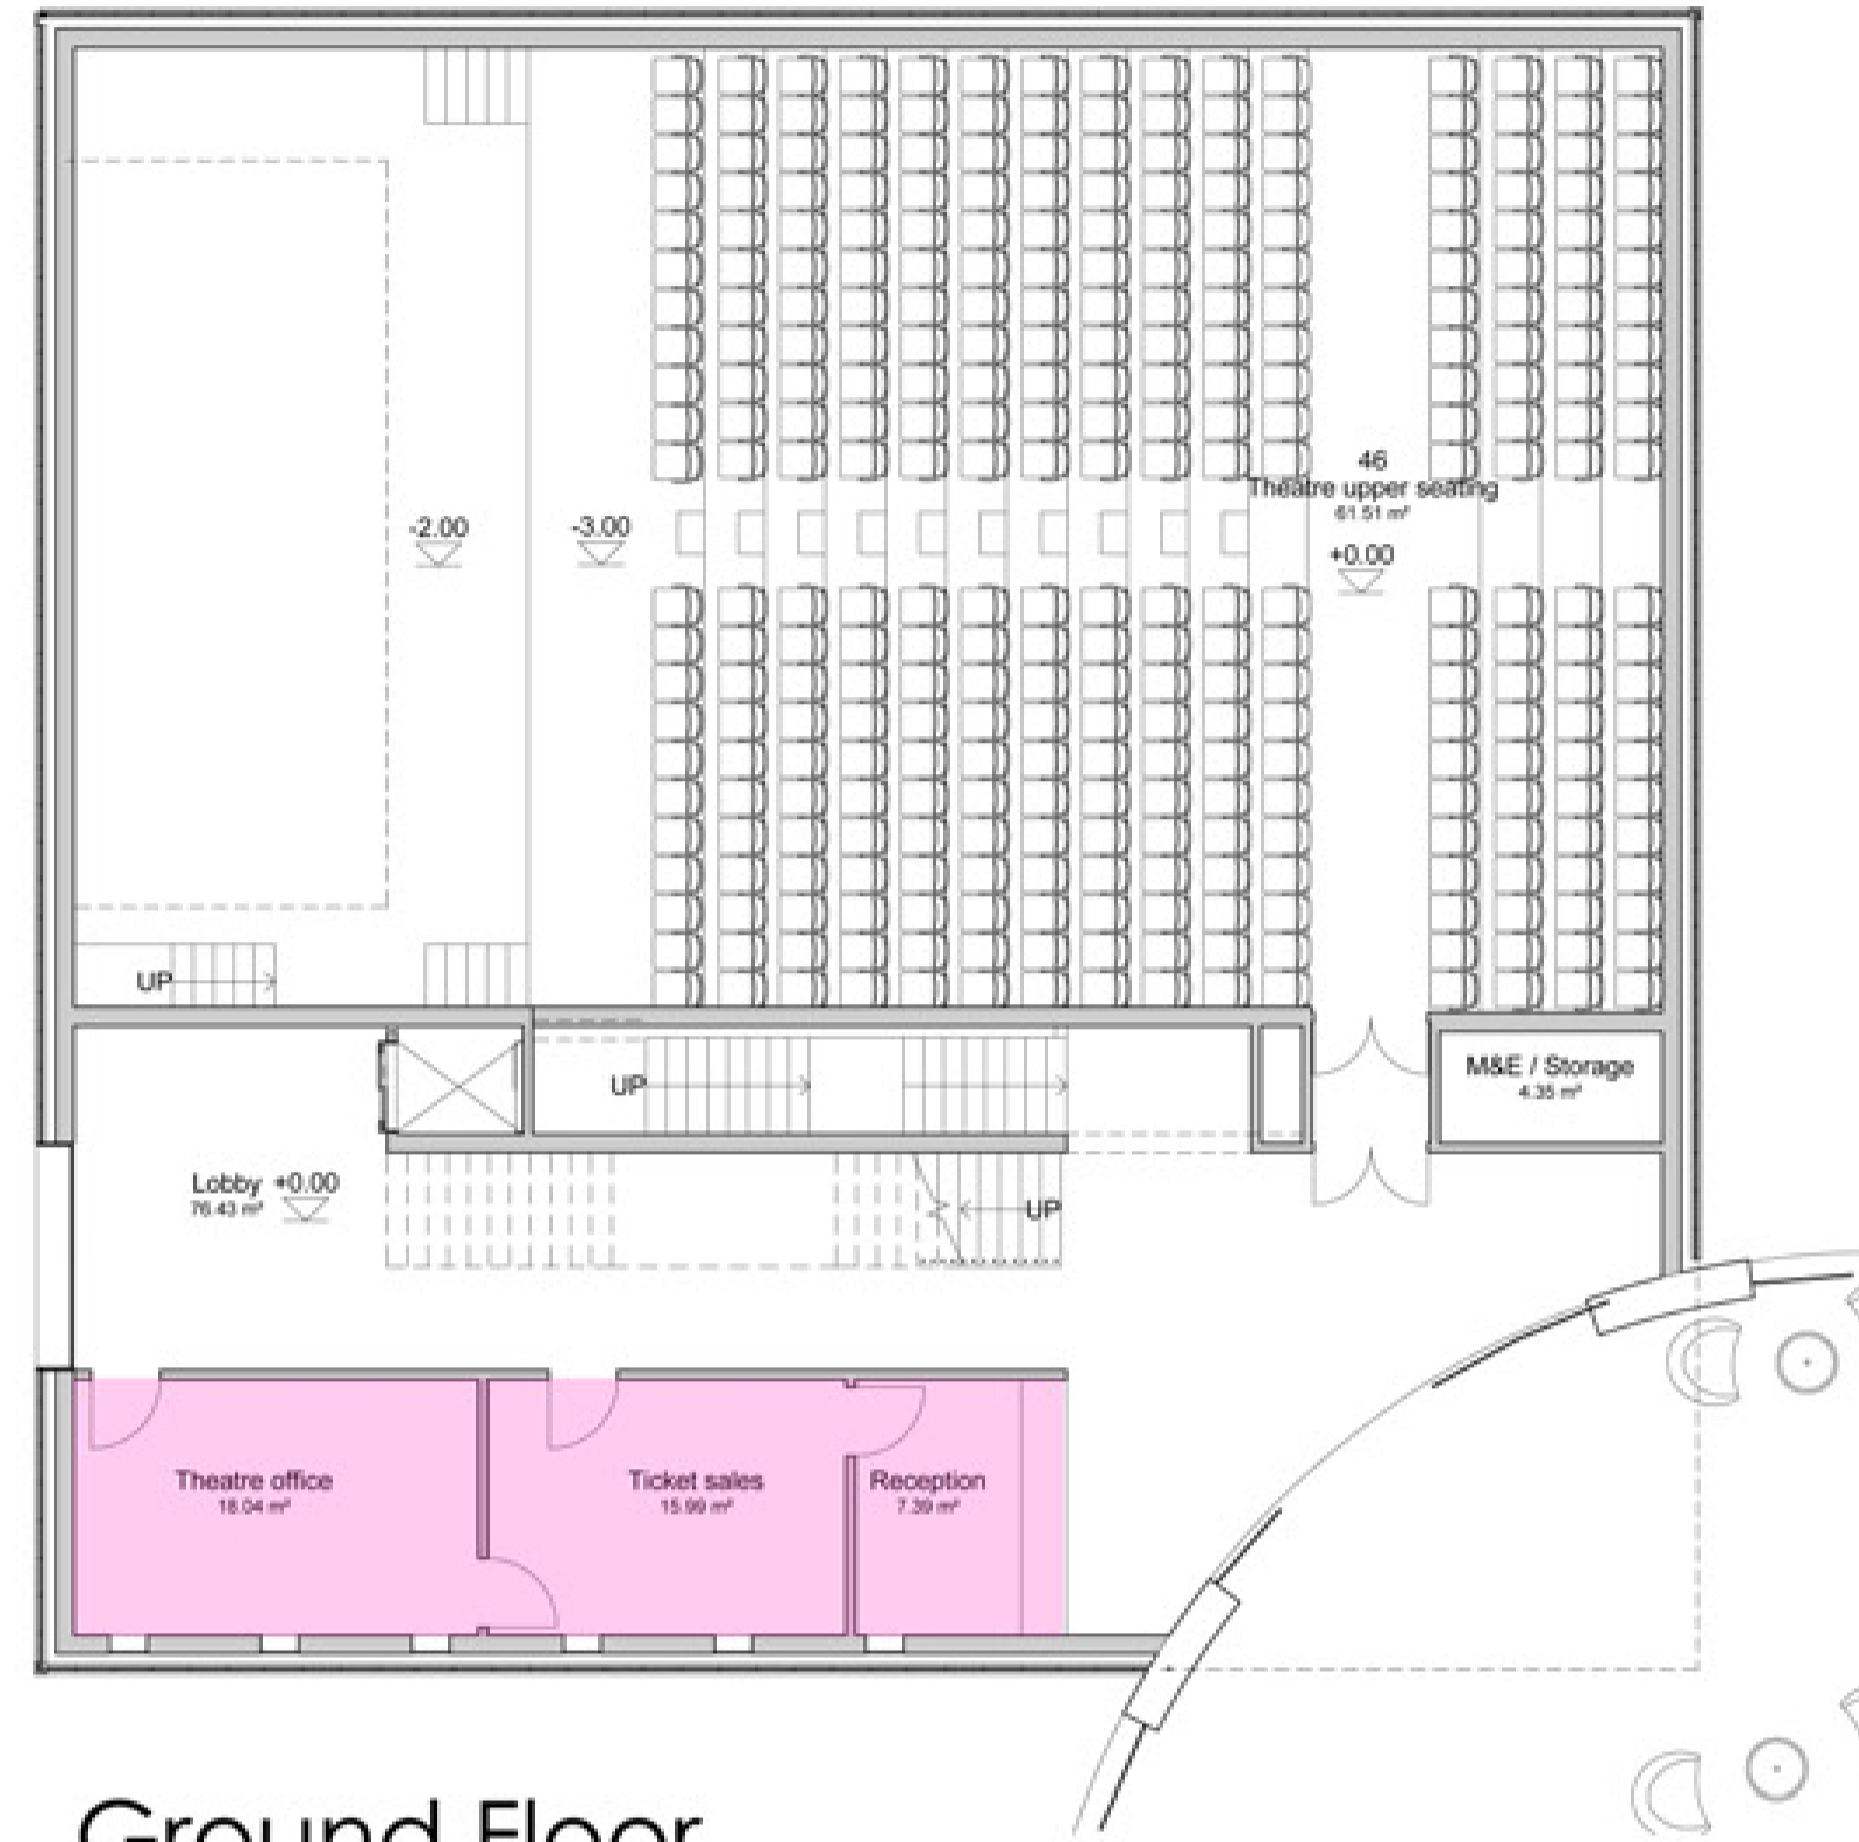 46
Theatre upper seating
61.51 m²
-2.00
-3.00
+0.00
UP
UP
M&E / Storage
4.35 m²
Lobby +0.00
76.43 m²
UP
Theatre office
18.04 m²
Ticket sales
15.99 m²
Reception
7.39 m²
Ground Floor